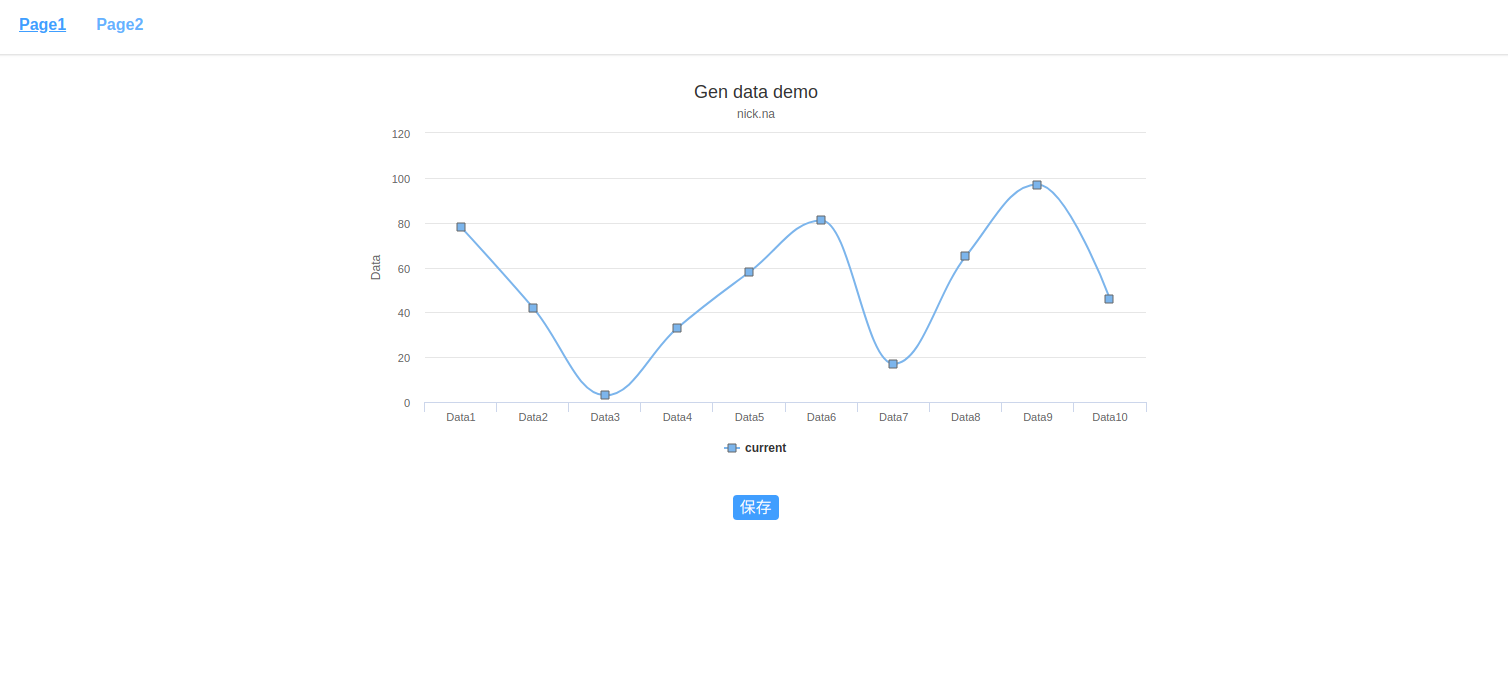 Page1 Page2
Gen data demo
nick.na
120
100
80
60
40
20
0
Data
Data1 Data2 Data3 Data4 Data5 Data6 Data7 Data8 Data9 Data10
current
保存